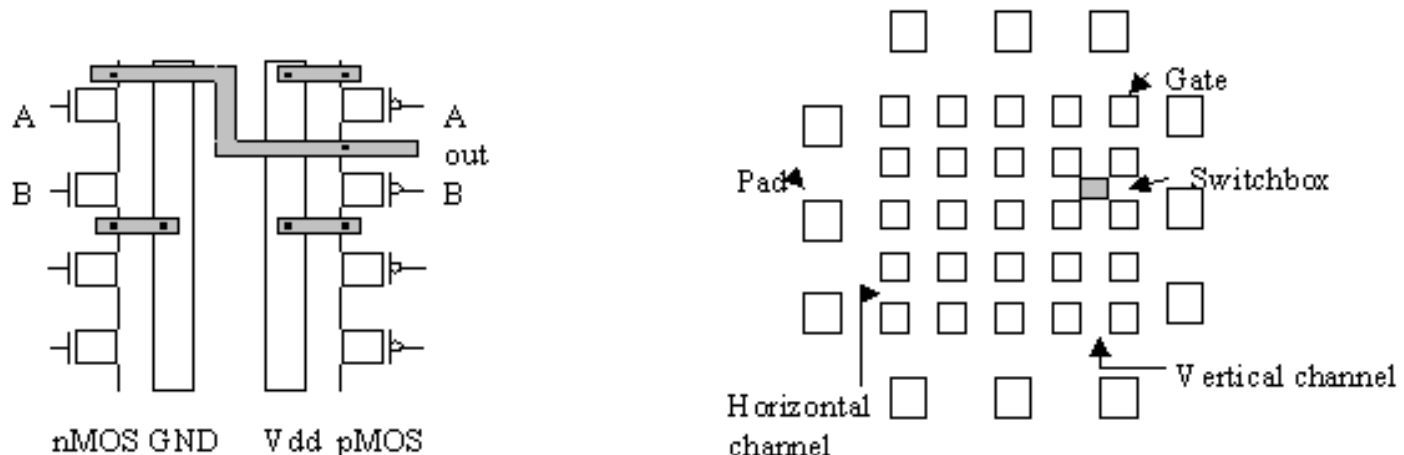 A
B
A
out
B
nMOS GND Vdd pMOS
Gate
Pad
Switchbox
Vertical channel
Horizontal
channel